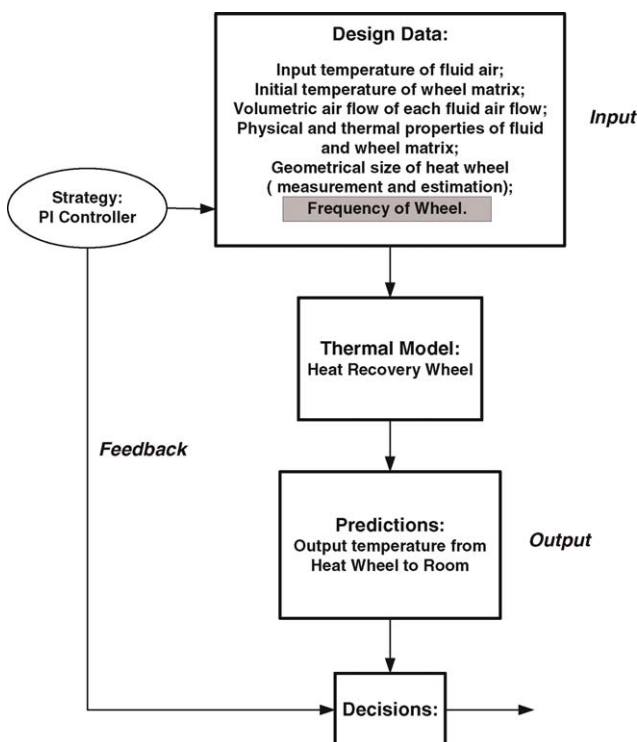 Design Data:
Input temperature of fluid air;
Initial temperature of wheel matrix;
Volumetric air flow of each fluid air flow;
Physical and thermal properties of fluid
and wheel matrix;
Geometrical size of heat wheel
( measurement and estimation);
Frequency of Wheel.
Input
Strategy:
PI Controller
Thermal Model:
Heat Recovery Wheel
Feedback
Predictions:
Output temperature from
Heat Wheel to Room
Output
Decisions: